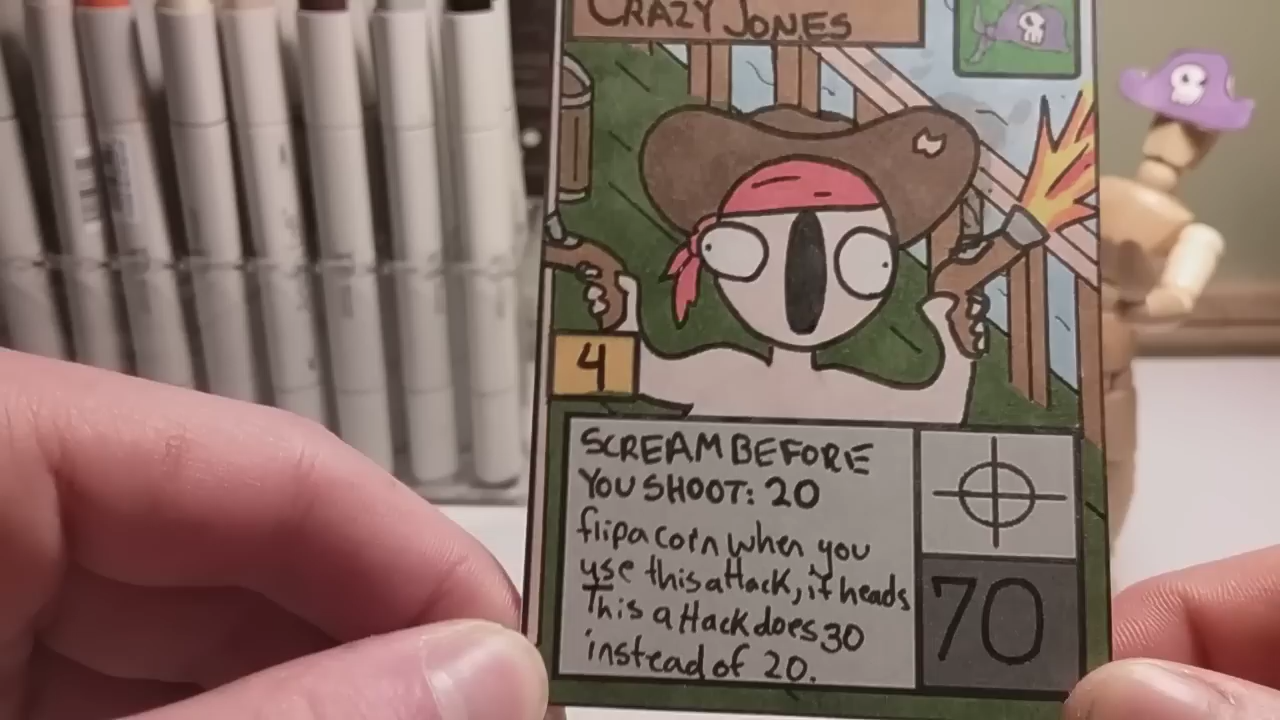 CRAZY JONES
4
SCREAM BEFORE
YOU SHOOT: 20
flip a coin when you
use this attack, if heads
This attack does 30
instead of 20.
70